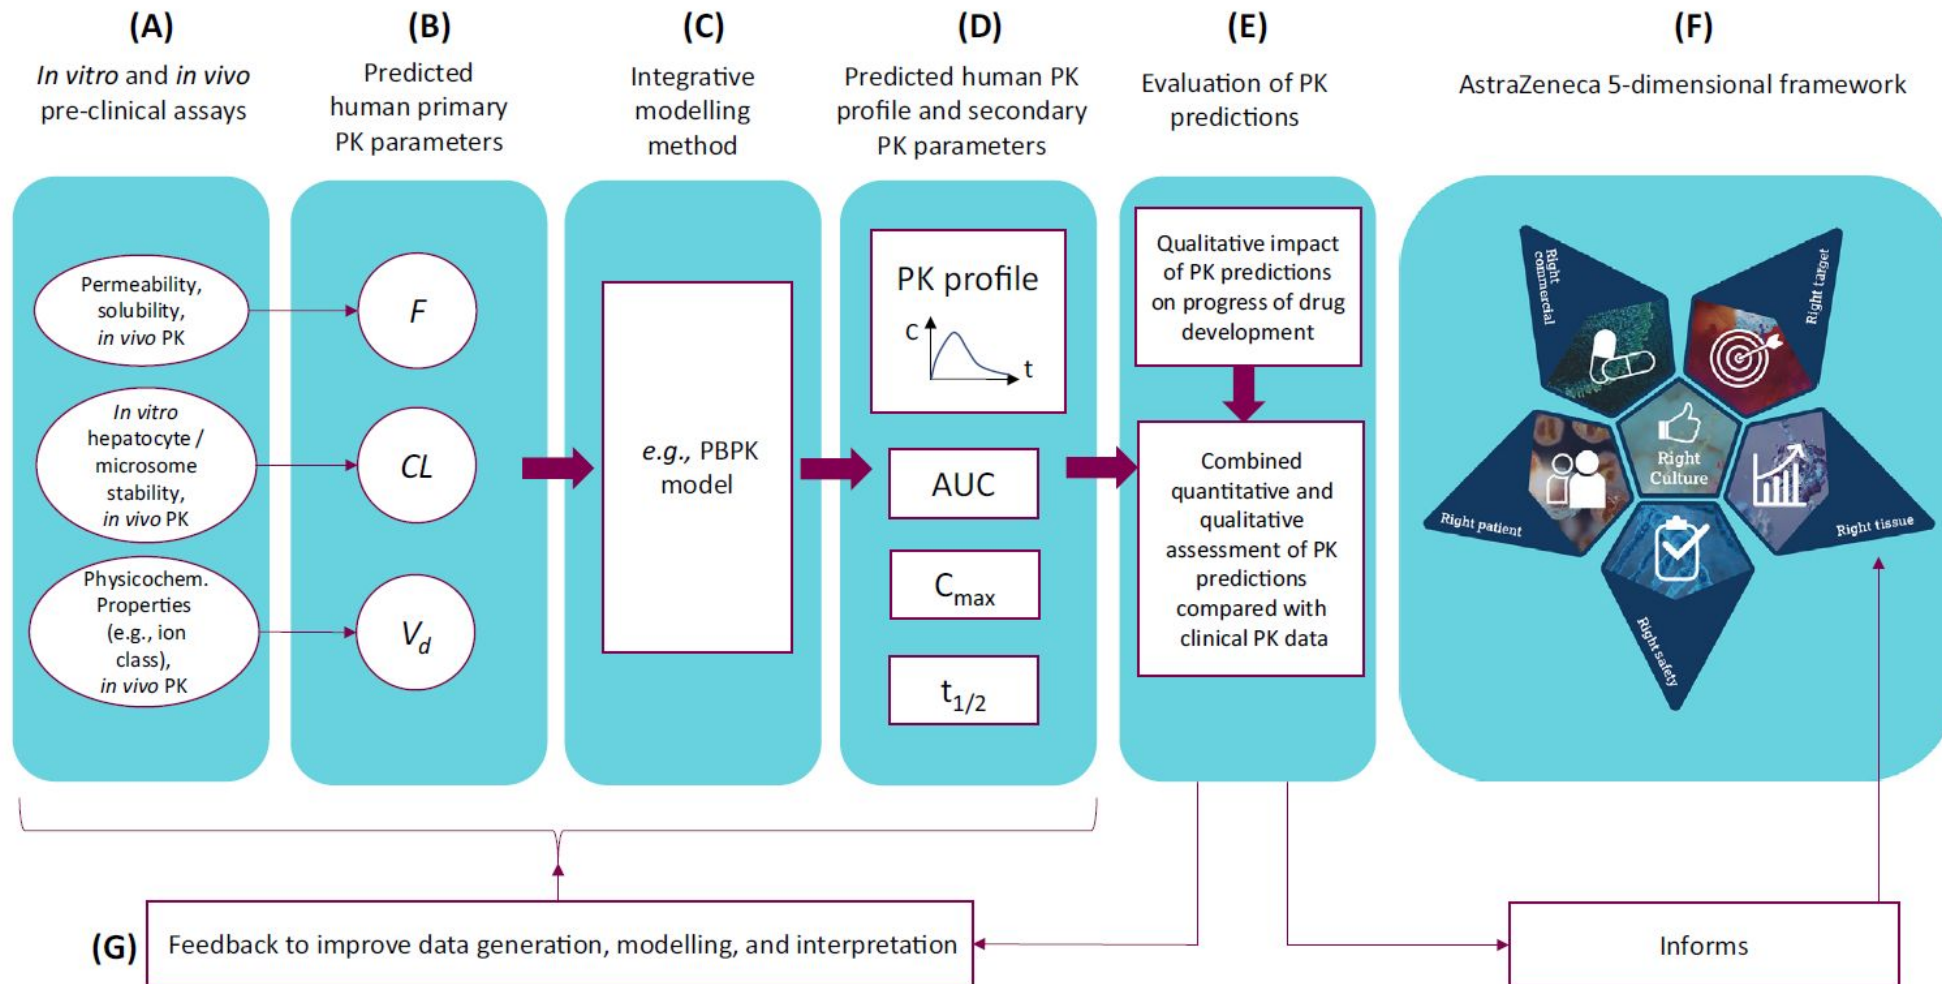 (A)
In vitro and in vivo
pre-clinical assays
(B)
Predicted
human primary
PK parameters
(C)
Integrative
modelling
method
(D)
Predicted human PK
profile and secondary
PK parameters
(E)
Evaluation of PK
predictions
(F)
AstraZeneca 5-dimensional framework
Permeability,
solubility,
in vivo PK
In vitro
hepatocyte /
microsome
stability,
in vivo PK
Physicochem.
Properties
(e.g., ion
class),
in vivo PK
F
CL
Vd
e.g., PBPK
model
PK profile
C
t
AUC
Cmax
t1/2
Qualitative impact
of PK predictions
on progress of drug
development
Combined
quantitative and
qualitative
assessment of PK
predictions
compared with
clinical PK data
Right
commercial
Right target
Right
Culture
Right patient
Right tissue
Right safety
(G)
Feedback to improve data generation, modelling, and interpretation
Informs